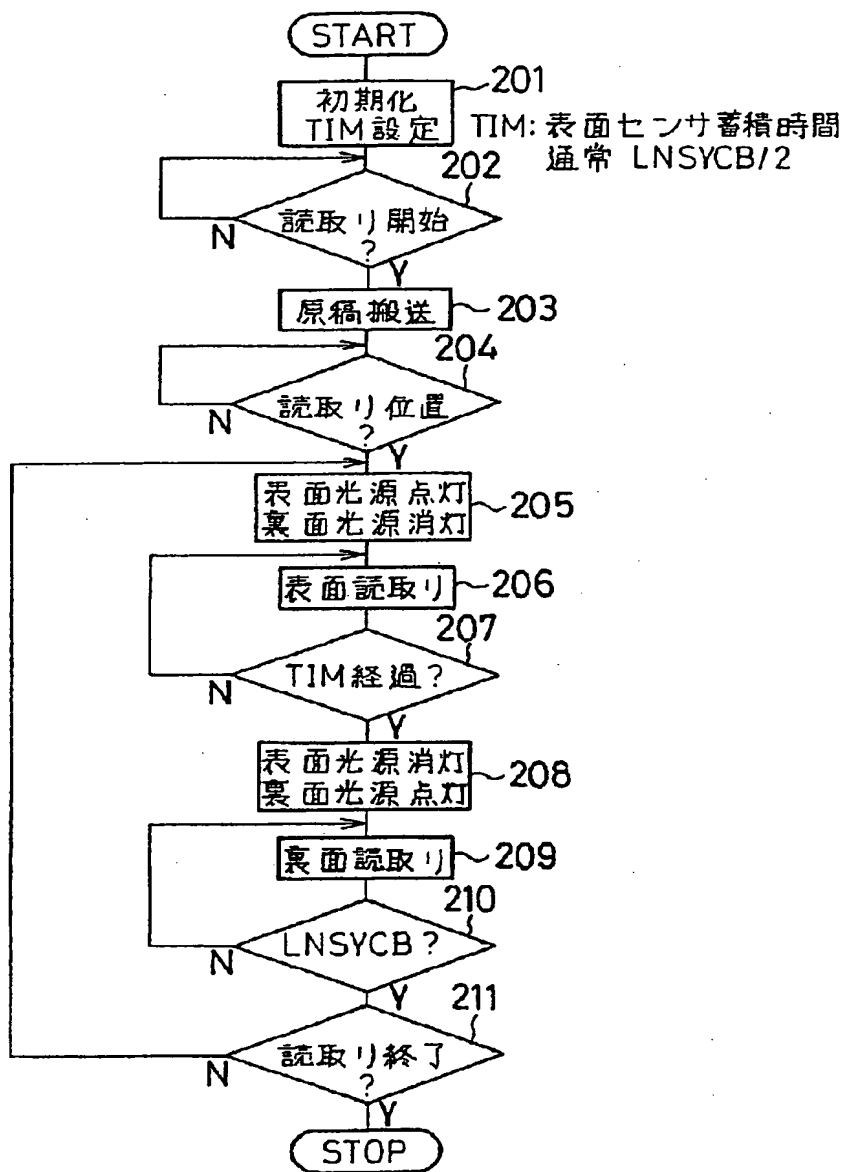 START
201
初期化
TIM設定
TIM: 表面センサ蓄積時間
通常 LNSYCB/2
202
読取り開始
?
N
Y
原稿搬送
203
204
読取り位置
?
N
Y
表面光源点灯
裏面光源消灯
205
表面読取り
206
207
TIM経過?
N
Y
表面光源消灯
裏面光源点灯
208
裏面読取り
209
210
LNSYCB?
N
Y
211
読取り終了
?
N
Y
STOP